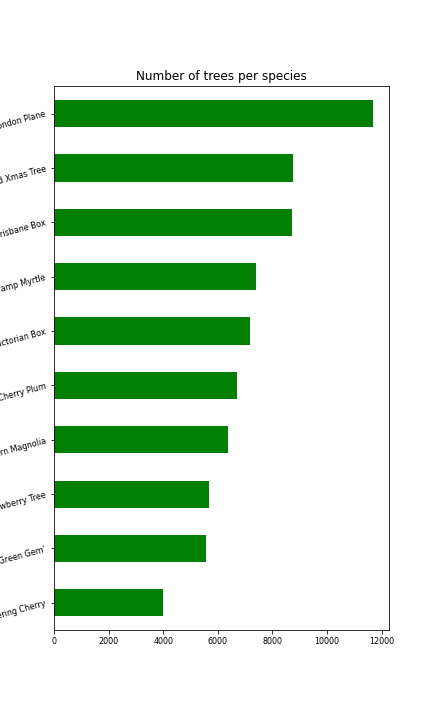 Number of trees per species
ondon Plane
d Xmas Tree
risbane Box
amp Myrtle
ictorian Box
Cherry Plum
rn Magnolia
wberry Tree
Green Gem'
ering Cherry
0 2000 4000 6000 8000 10000 12000